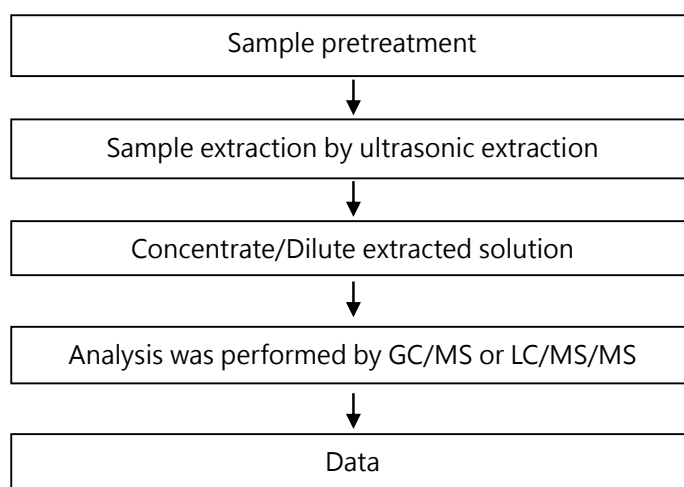 Sample pretreatment
Sample extraction by ultrasonic extraction
Concentrate/Dilute extracted solution
Analysis was performed by GC/MS or LC/MS/MS
Data